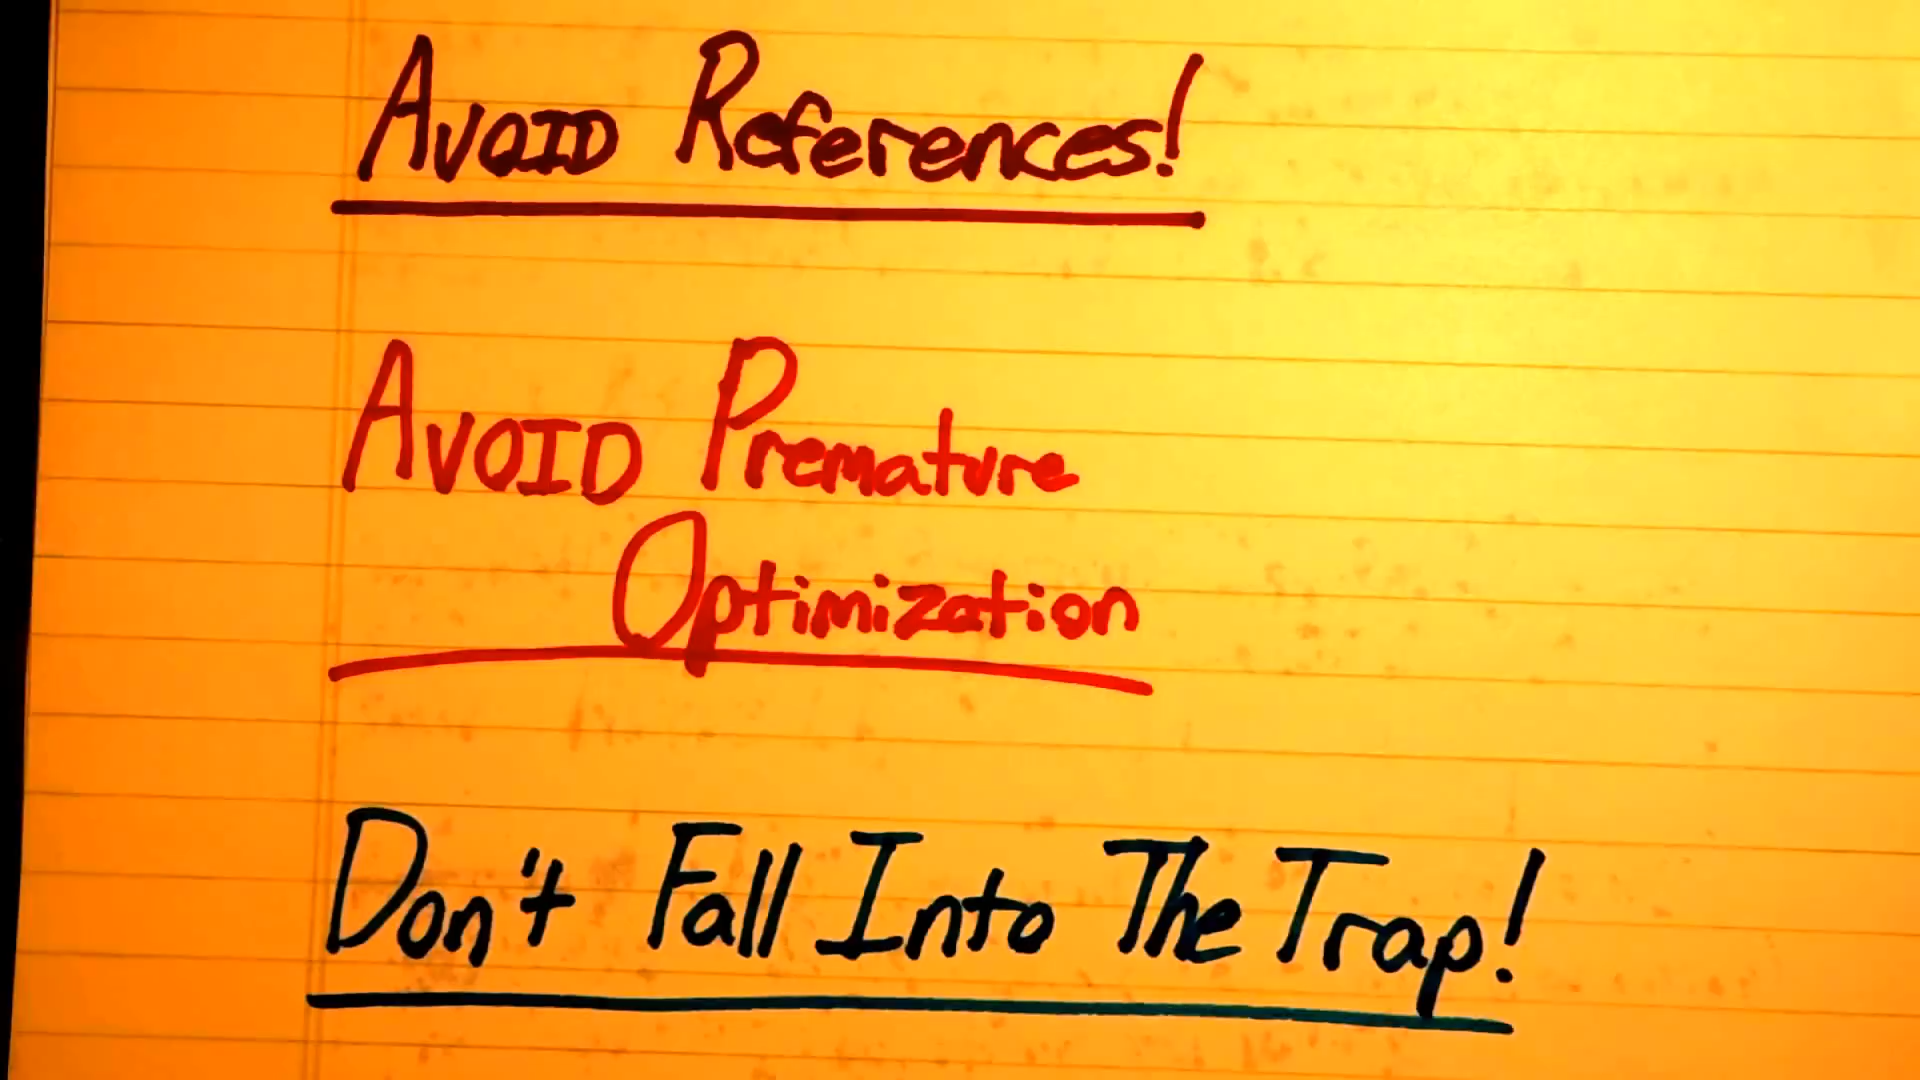 AVOID References!
AVOID Premature
Optimization
Don't Fall Into The Trap!